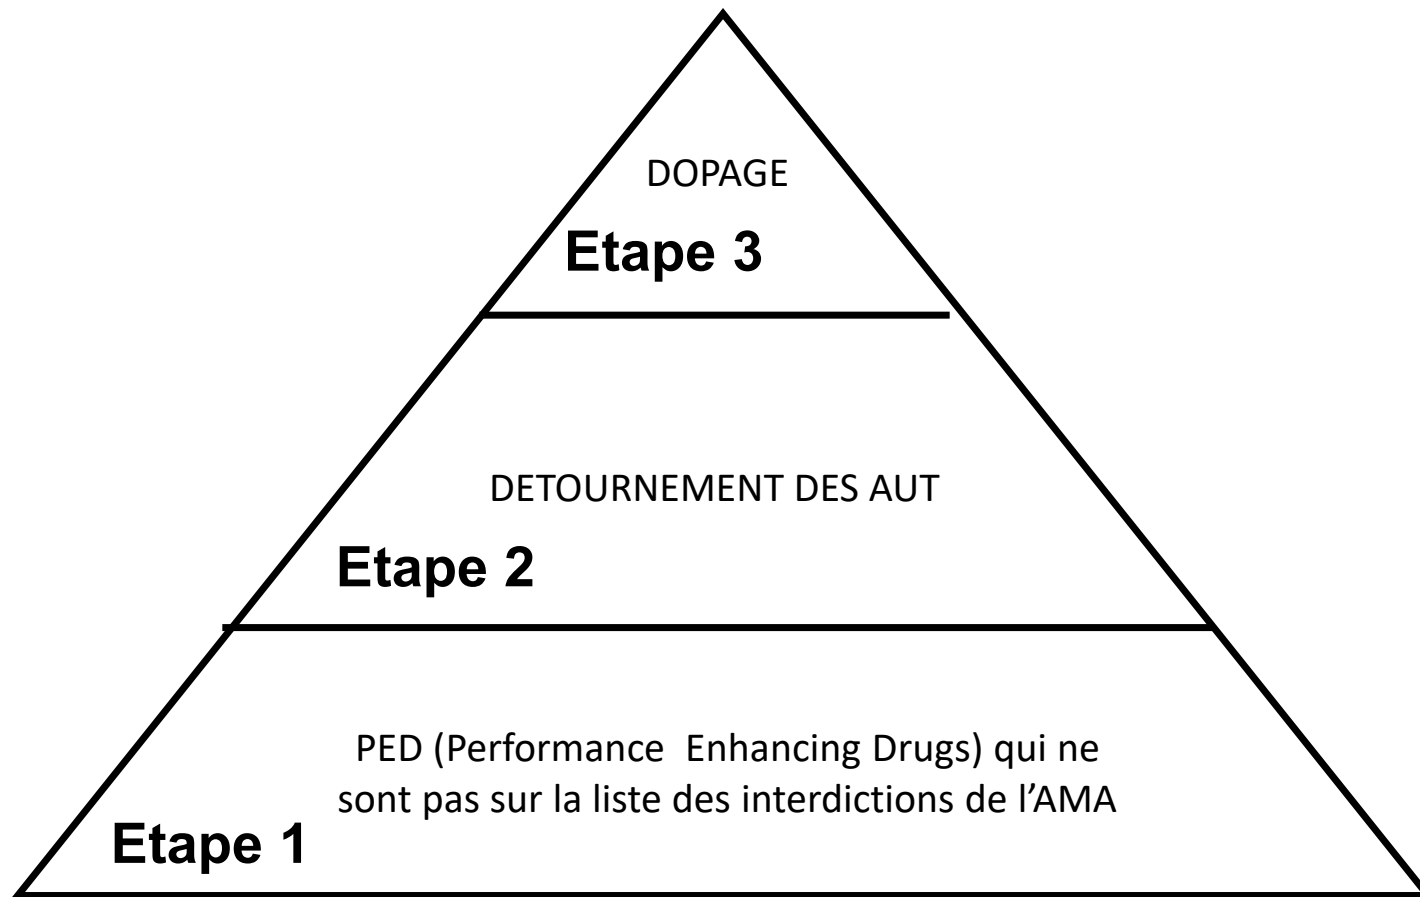 DOPAGE
Etape 3
DETOURNEMENT DES AUT
Etape 2
PED (Performance  Enhancing Drugs) qui ne
sont pas sur la liste des interdictions de l’AMA
Etape 1